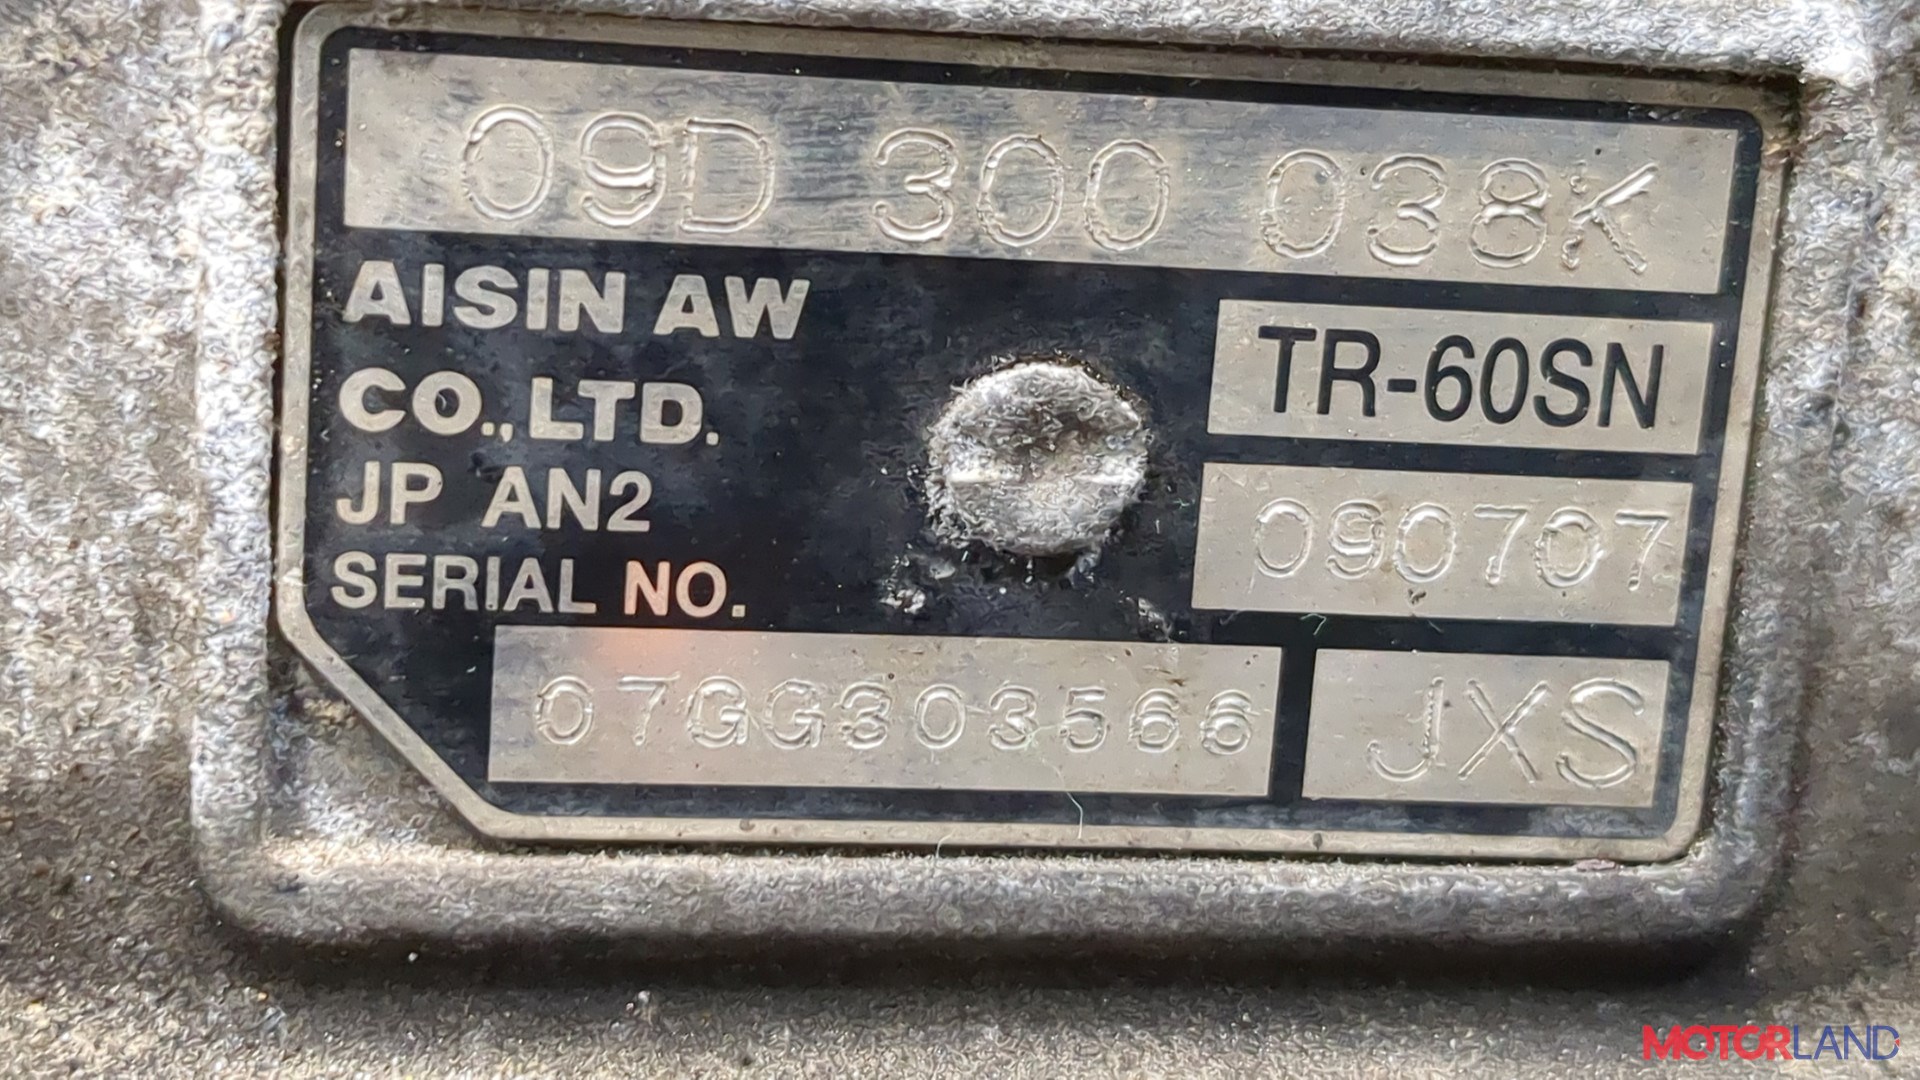 09D 300 038K
AISIN AW
CO., LTD.
TR-60SN
JP AN2
090707
SERIAL NO.
07GG303566
JXS
MOTORLAND